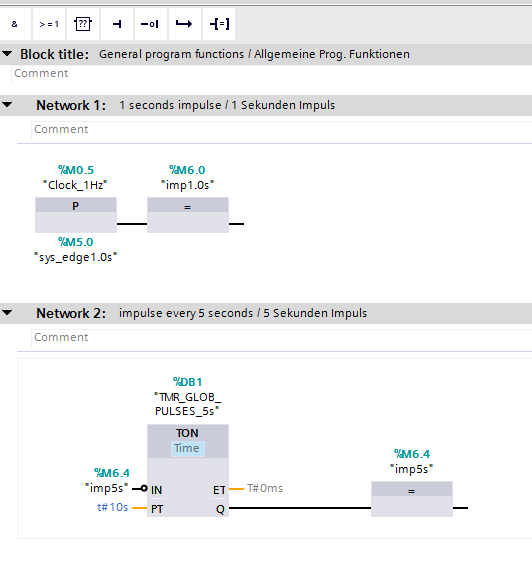 & >=1 ?? -o| [=]
Block title: General program functions / Allgemeine Prog. Funktionen
Comment
Network 1: 1 seconds impulse / 1 Sekunden Impuls
Comment
%M0.5 %M6.0
"Clock_1Hz" "imp1.0s"
P =
%M5.0
"sys_edge1.0s"
Network 2: impulse every 5 seconds / 5 Sekunden Impuls
Comment
%DB1
"TMR_GLOB_
PULSES_5s"
TON
Time
%M6.4 %M6.4
"imp5s" IN ET T#0ms "imp5s"
t#10s PT Q =